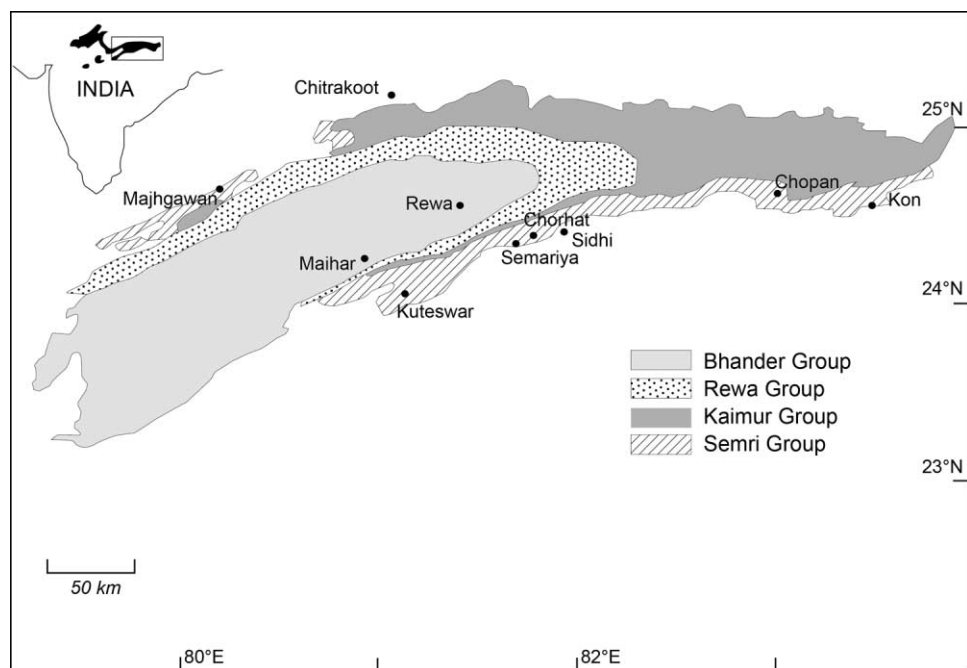 INDIA
Chitrakoot
25°N
Majhgawan
Chopan
Rewa
Kon
Chorhat
Sidhi
Maihar
Semariya
24°N
Kuteswar
Bhander Group
Rewa Group
Kaimur Group
Semri Group
23°N
50 km
80°E
82°E